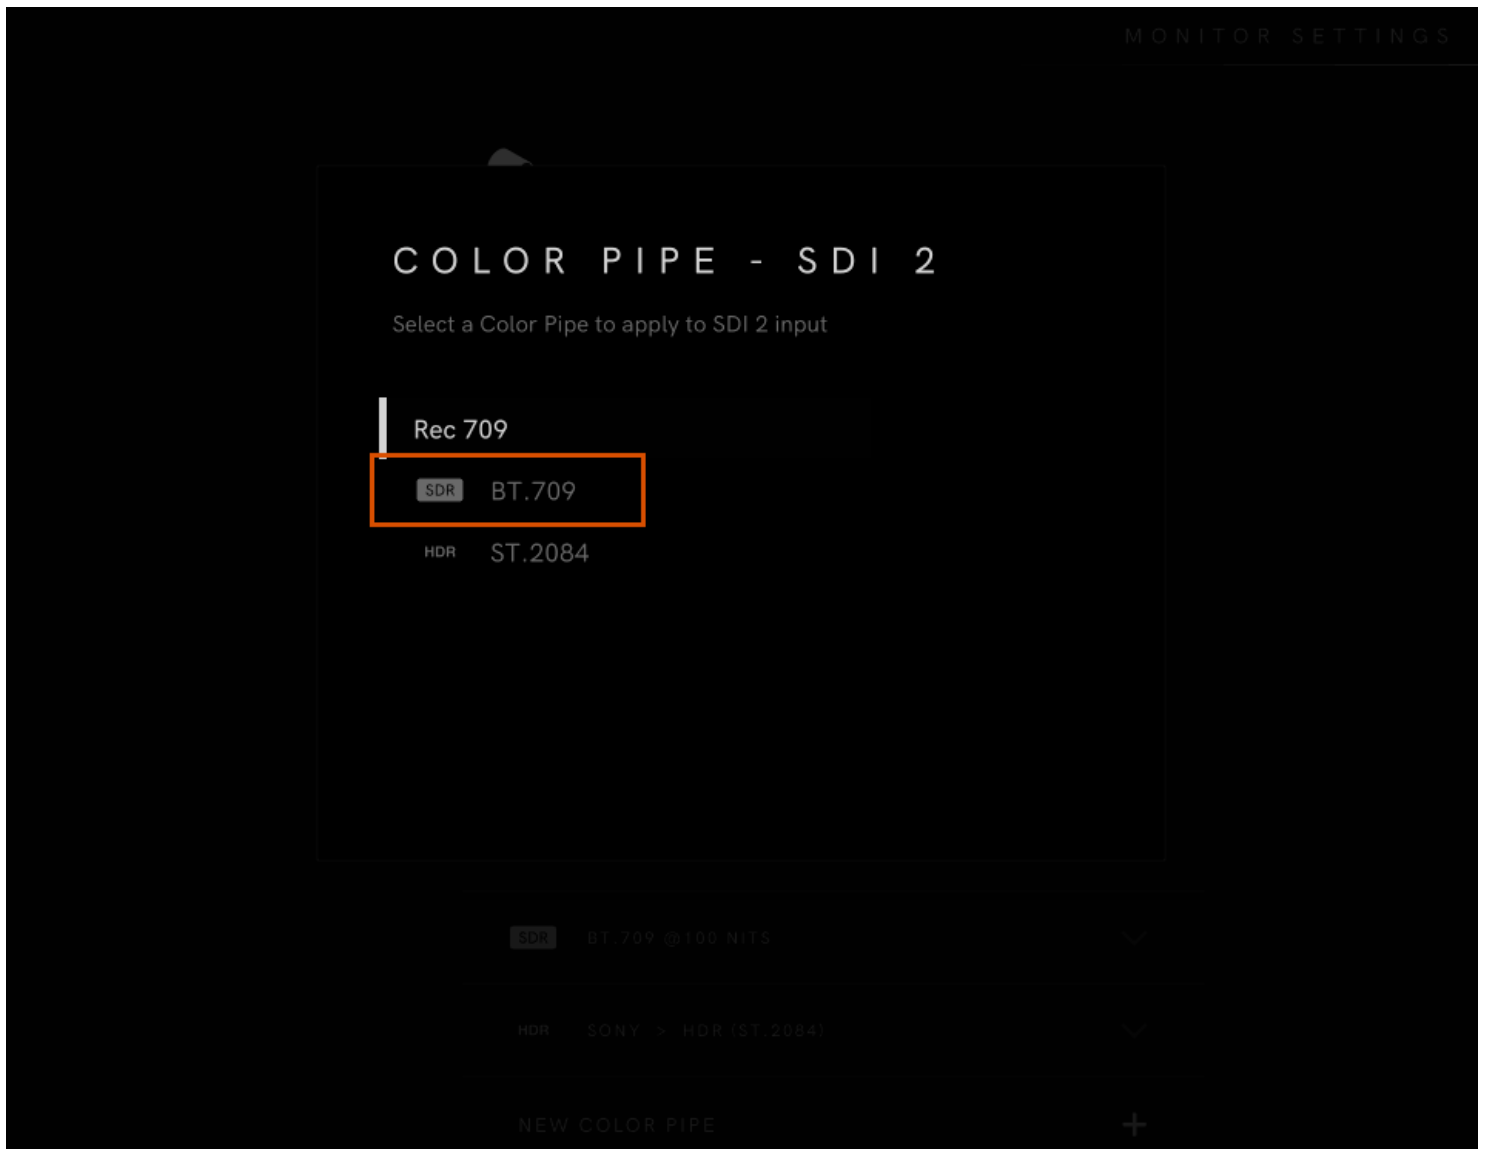 MONITOR SETTINGS
COLOR PIPE - SDI 2
Select a Color Pipe to apply to SDI 2 input
Rec 709
SDR BT.709
HDR ST.2084
SDR BT.709 @100 NITS
HDR SONY > HDR (ST.2084)
NEW COLOR PIPE +